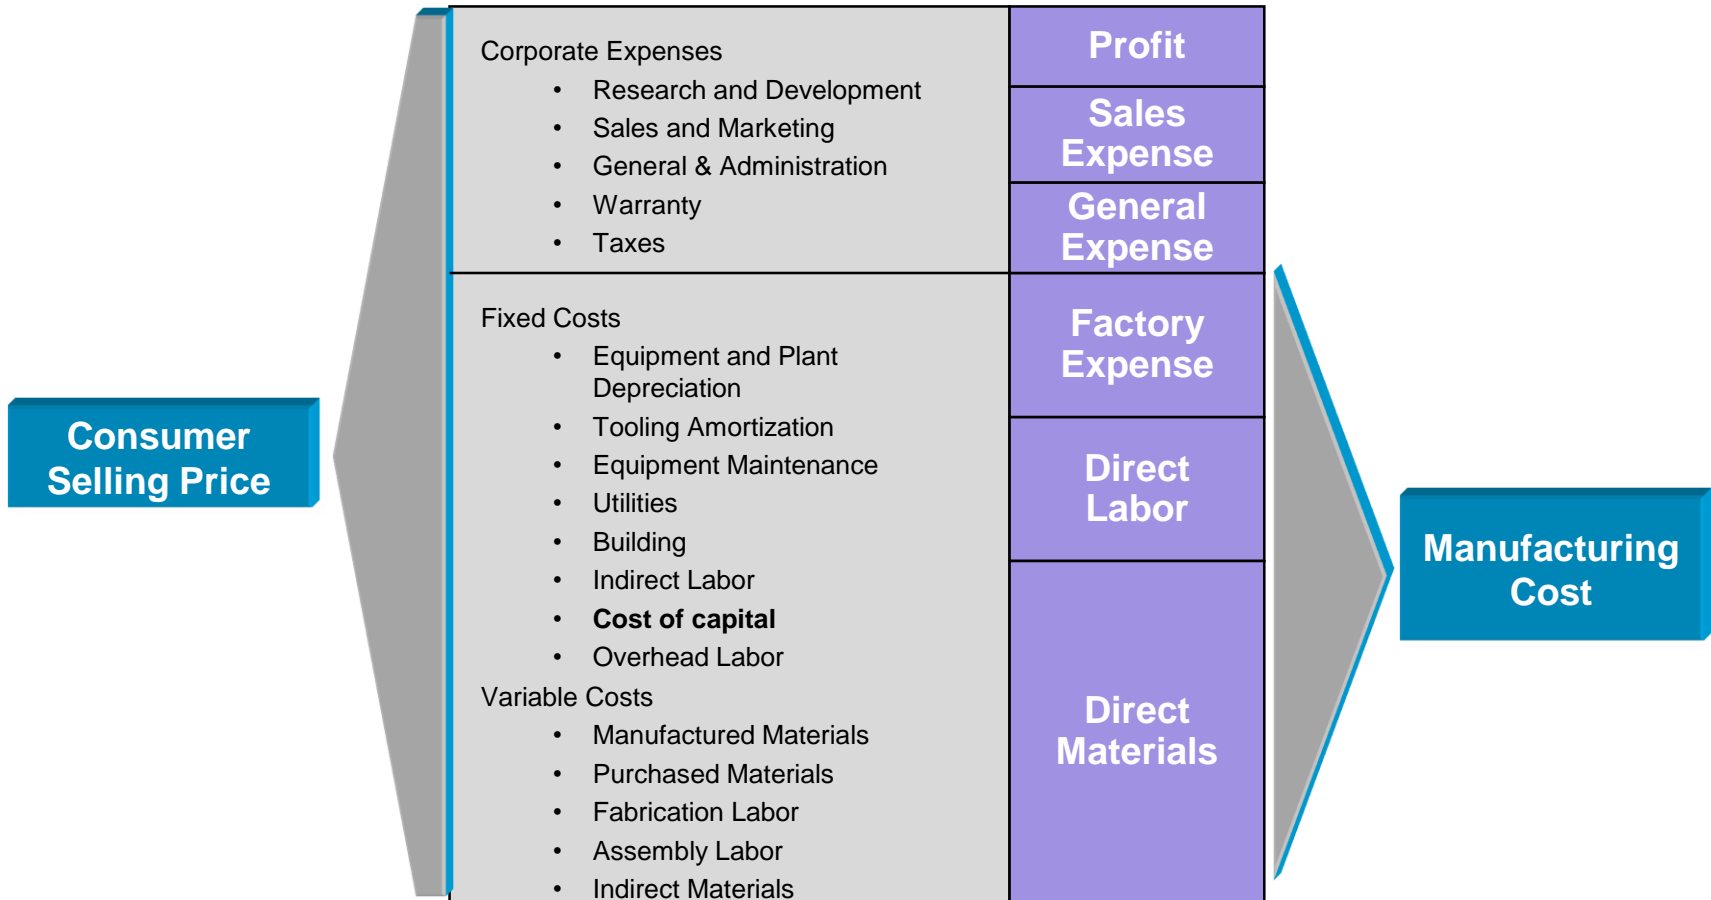 Consumer
Selling Price
Corporate Expenses
• Research and Development
• Sales and Marketing
• General & Administration
• Warranty
• Taxes
Fixed Costs
• Equipment and Plant
Depreciation
• Tooling Amortization
• Equipment Maintenance
• Utilities
• Building
• Indirect Labor
• Cost of capital
• Overhead Labor
Variable Costs
• Manufactured Materials
• Purchased Materials
• Fabrication Labor
• Assembly Labor
• Indirect Materials
Profit
Sales
Expense
General
Expense
Factory
Expense
Direct
Labor
Direct
Materials
Manufacturing
Cost